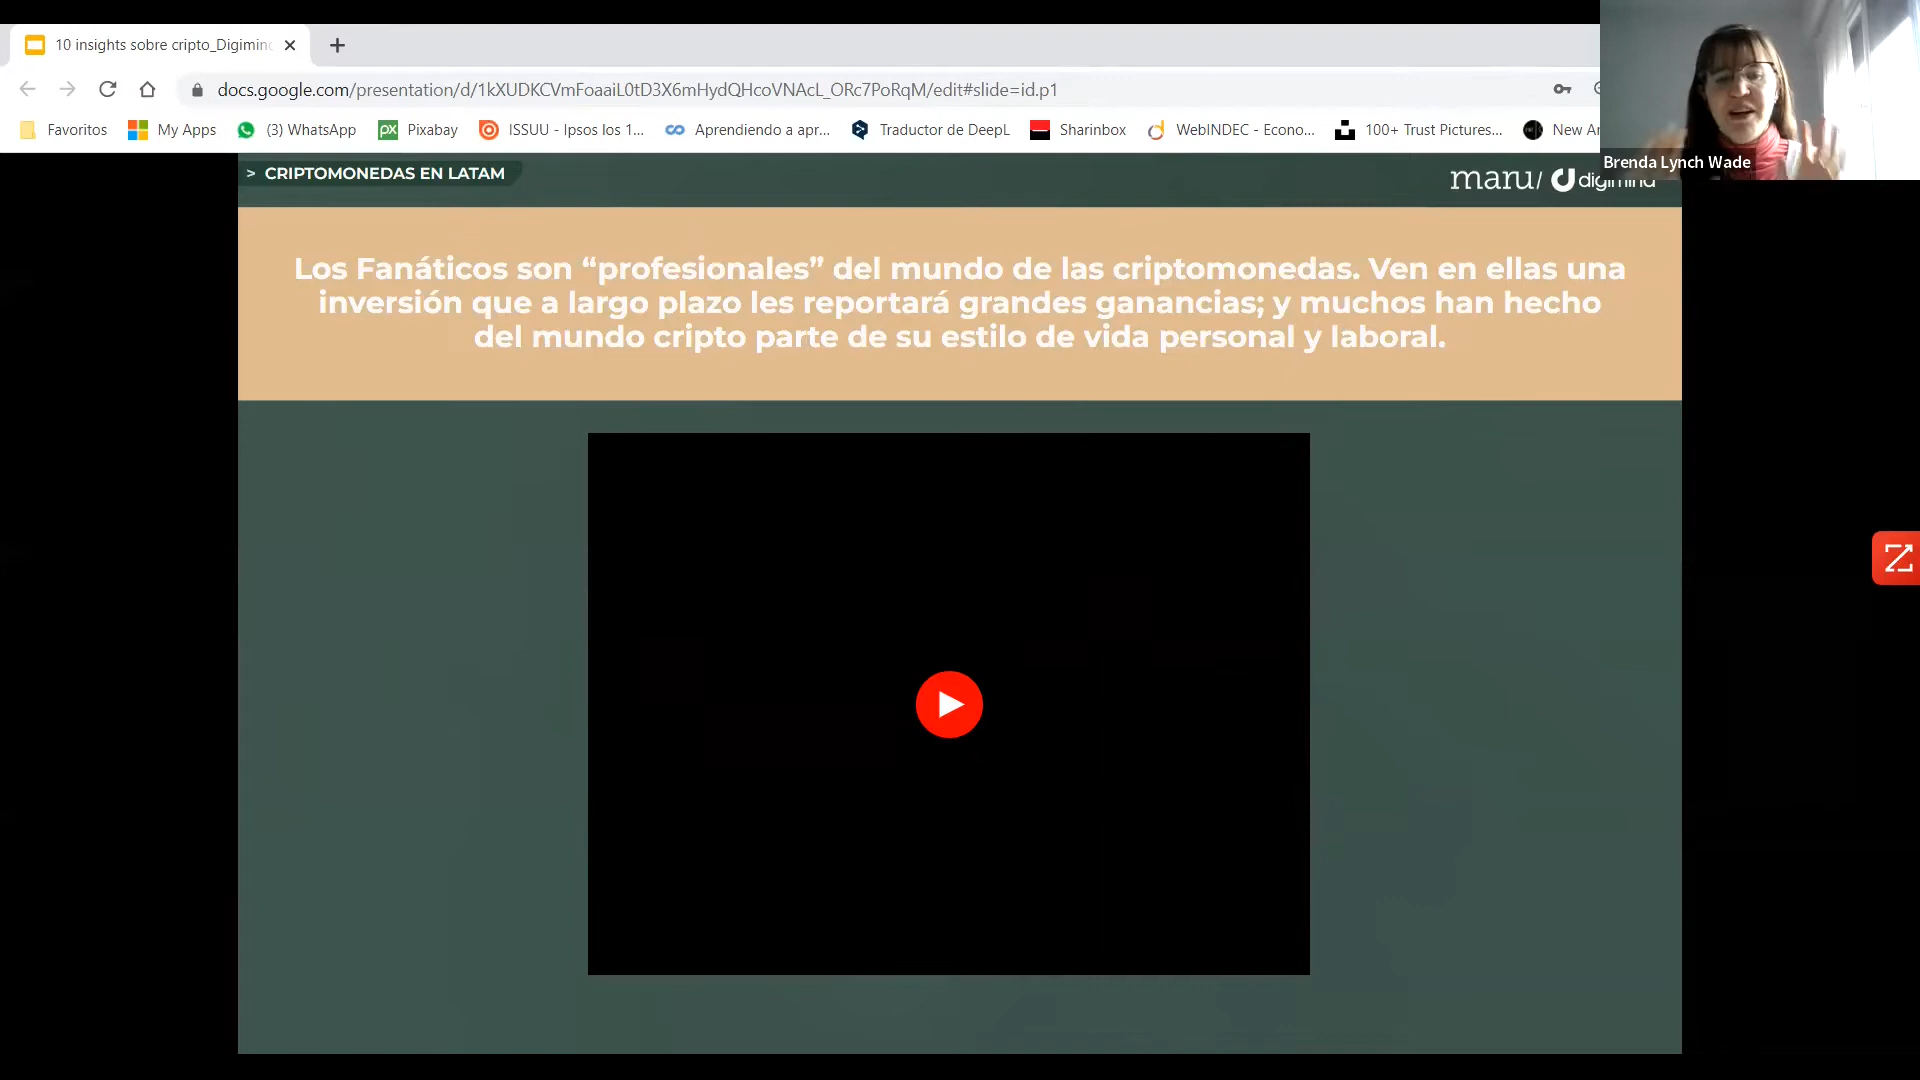 10 insights sobre cripto_Digimind
docs.google.com/presentation/d/1kXUDKCVmFoaaiL0tD3X6mHydQHcoVNAcL_ORc7PoRqM/edit#slide=id.p1
Favoritos My Apps (3) WhatsApp Pixabay ISSUU - Ipsos los 1... Aprendiendo a apr... Traductor de DeepL Sharinbox WebINDEC - Econo... 100+ Trust Pictures... New Ar
Brenda Lynch Wade
> CRIPTOMONEDAS EN LATAM
maru/ digimind
Los Fanáticos son “profesionales” del mundo de las criptomonedas. Ven en ellas una
inversión que a largo plazo les reportará grandes ganancias; y muchos han hecho
del mundo cripto parte de su estilo de vida personal y laboral.